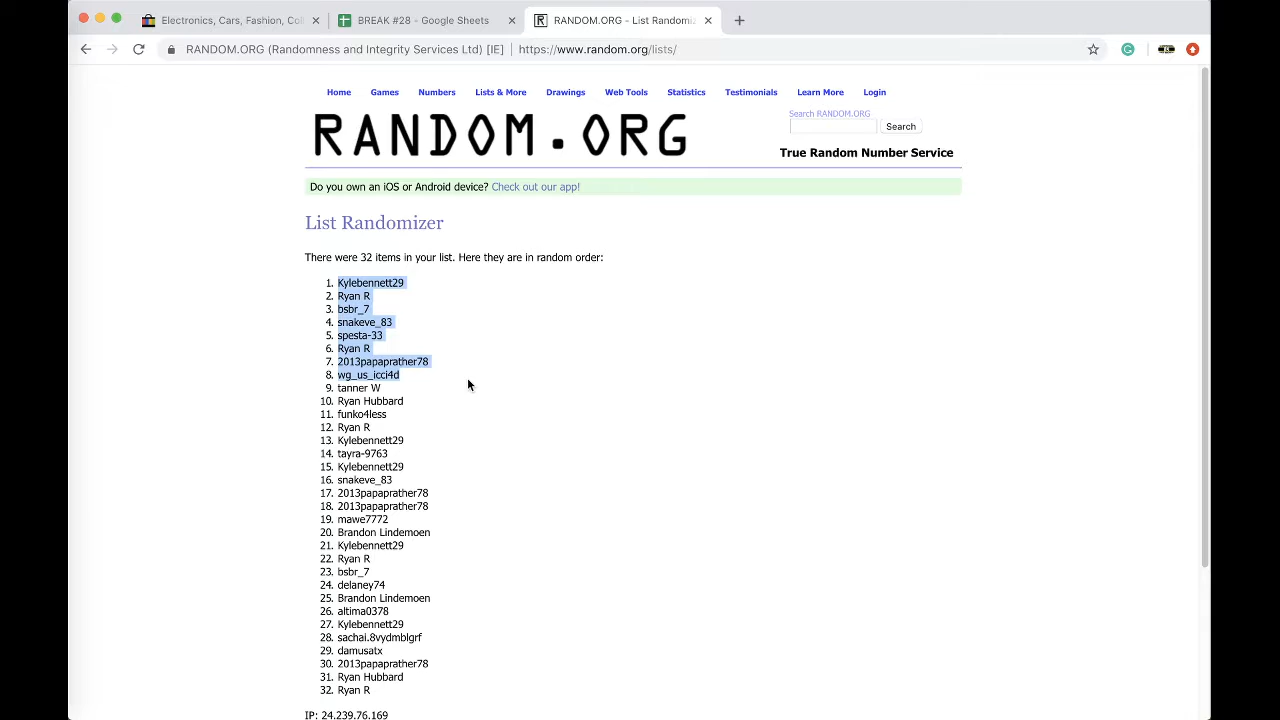 Electronics, Cars, Fashion, Col
BREAK #28 - Google Sheets
RANDOM.ORG - List Randomiz
RANDOM.ORG (Randomness and Integrity Services Ltd) [IE]
https://www.random.org/lists/
Home Games Numbers Lists & More Drawings Web Tools Statistics Testimonials Learn More Login
RANDOM.ORG
Search RANDOM.ORG
Search
True Random Number Service
Do you own an iOS or Android device? Check out our app!
List Randomizer
There were 32 items in your list. Here they are in random order:
1. Kylebennett29
2. Ryan R
3. bsbr_7
4. snakeve_83
5. spesta-33
6. Ryan R
7. 2013papaprather78
8. wg_us_icci4d
9. tanner W
10. Ryan Hubbard
11. funko4less
12. Ryan R
13. Kylebennett29
14. tayra-9763
15. Kylebennett29
16. snakeve_83
17. 2013papaprather78
18. 2013papaprather78
19. mawe7772
20. Brandon Lindemoen
21. Kylebennett29
22. Ryan R
23. bsbr_7
24. delaney74
25. Brandon Lindemoen
26. altima0378
27. Kylebennett29
28. sachai.8vydmblgrf
29. damusatx
30. 2013papaprather78
31. Ryan Hubbard
32. Ryan R
IP: 24.239.76.169